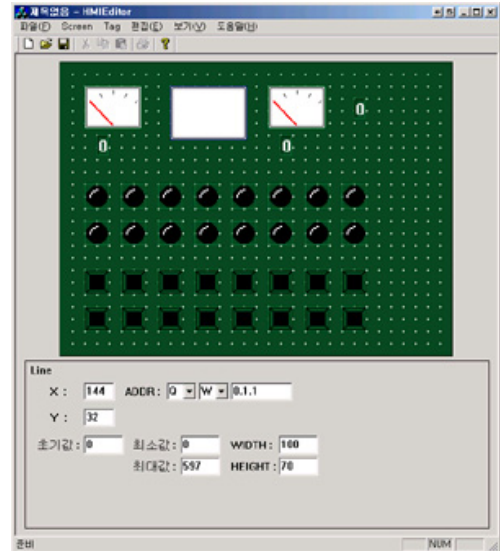 제목없음 - HMIEditor
파일(F) Screen Tag 편집(E) 보기(V) 도움말(H)
0
0 0
Line
X : 144 ADDR : Q W 0.1.1
Y : 32
초기값 : 0 최소값 : 0 WIDTH : 100
최대값 : 597 HEIGHT : 70
준비 NUM